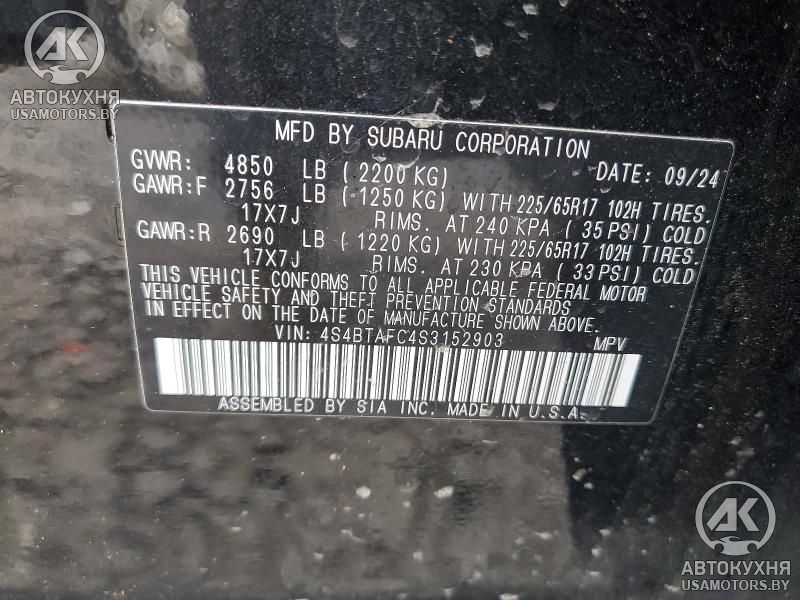 AK
АВТОКУХНЯ
USAMOTORS.BY
MFD BY SUBARU CORPORATION
GVWR: 4850 LB ( 2200 KG) DATE: 09/24
GAWR:F 2756 LB ( 1250 KG) WITH 225/65R17 102H TIRES.
17X7J RIMS. AT 240 KPA ( 35 PSI) COLD
GAWR:R 2690 LB ( 1220 KG) WITH 225/65R17 102H TIRES.
17X7J RIMS. AT 230 KPA ( 33 PSI) COLD
THIS VEHICLE CONFORMS TO ALL APPLICABLE FEDERAL MOTOR
VEHICLE SAFETY AND THEFT PREVENTION STANDARDS
IN EFFECT ON THE DATE OF MANUFACTURE SHOWN ABOVE.
VIN: 4S4BTAFC4S3152903 MPV
ASSEMBLED BY SIA INC. MADE IN U.S.A.
AK
АВТОКУХНЯ
USAMOTORS.BY